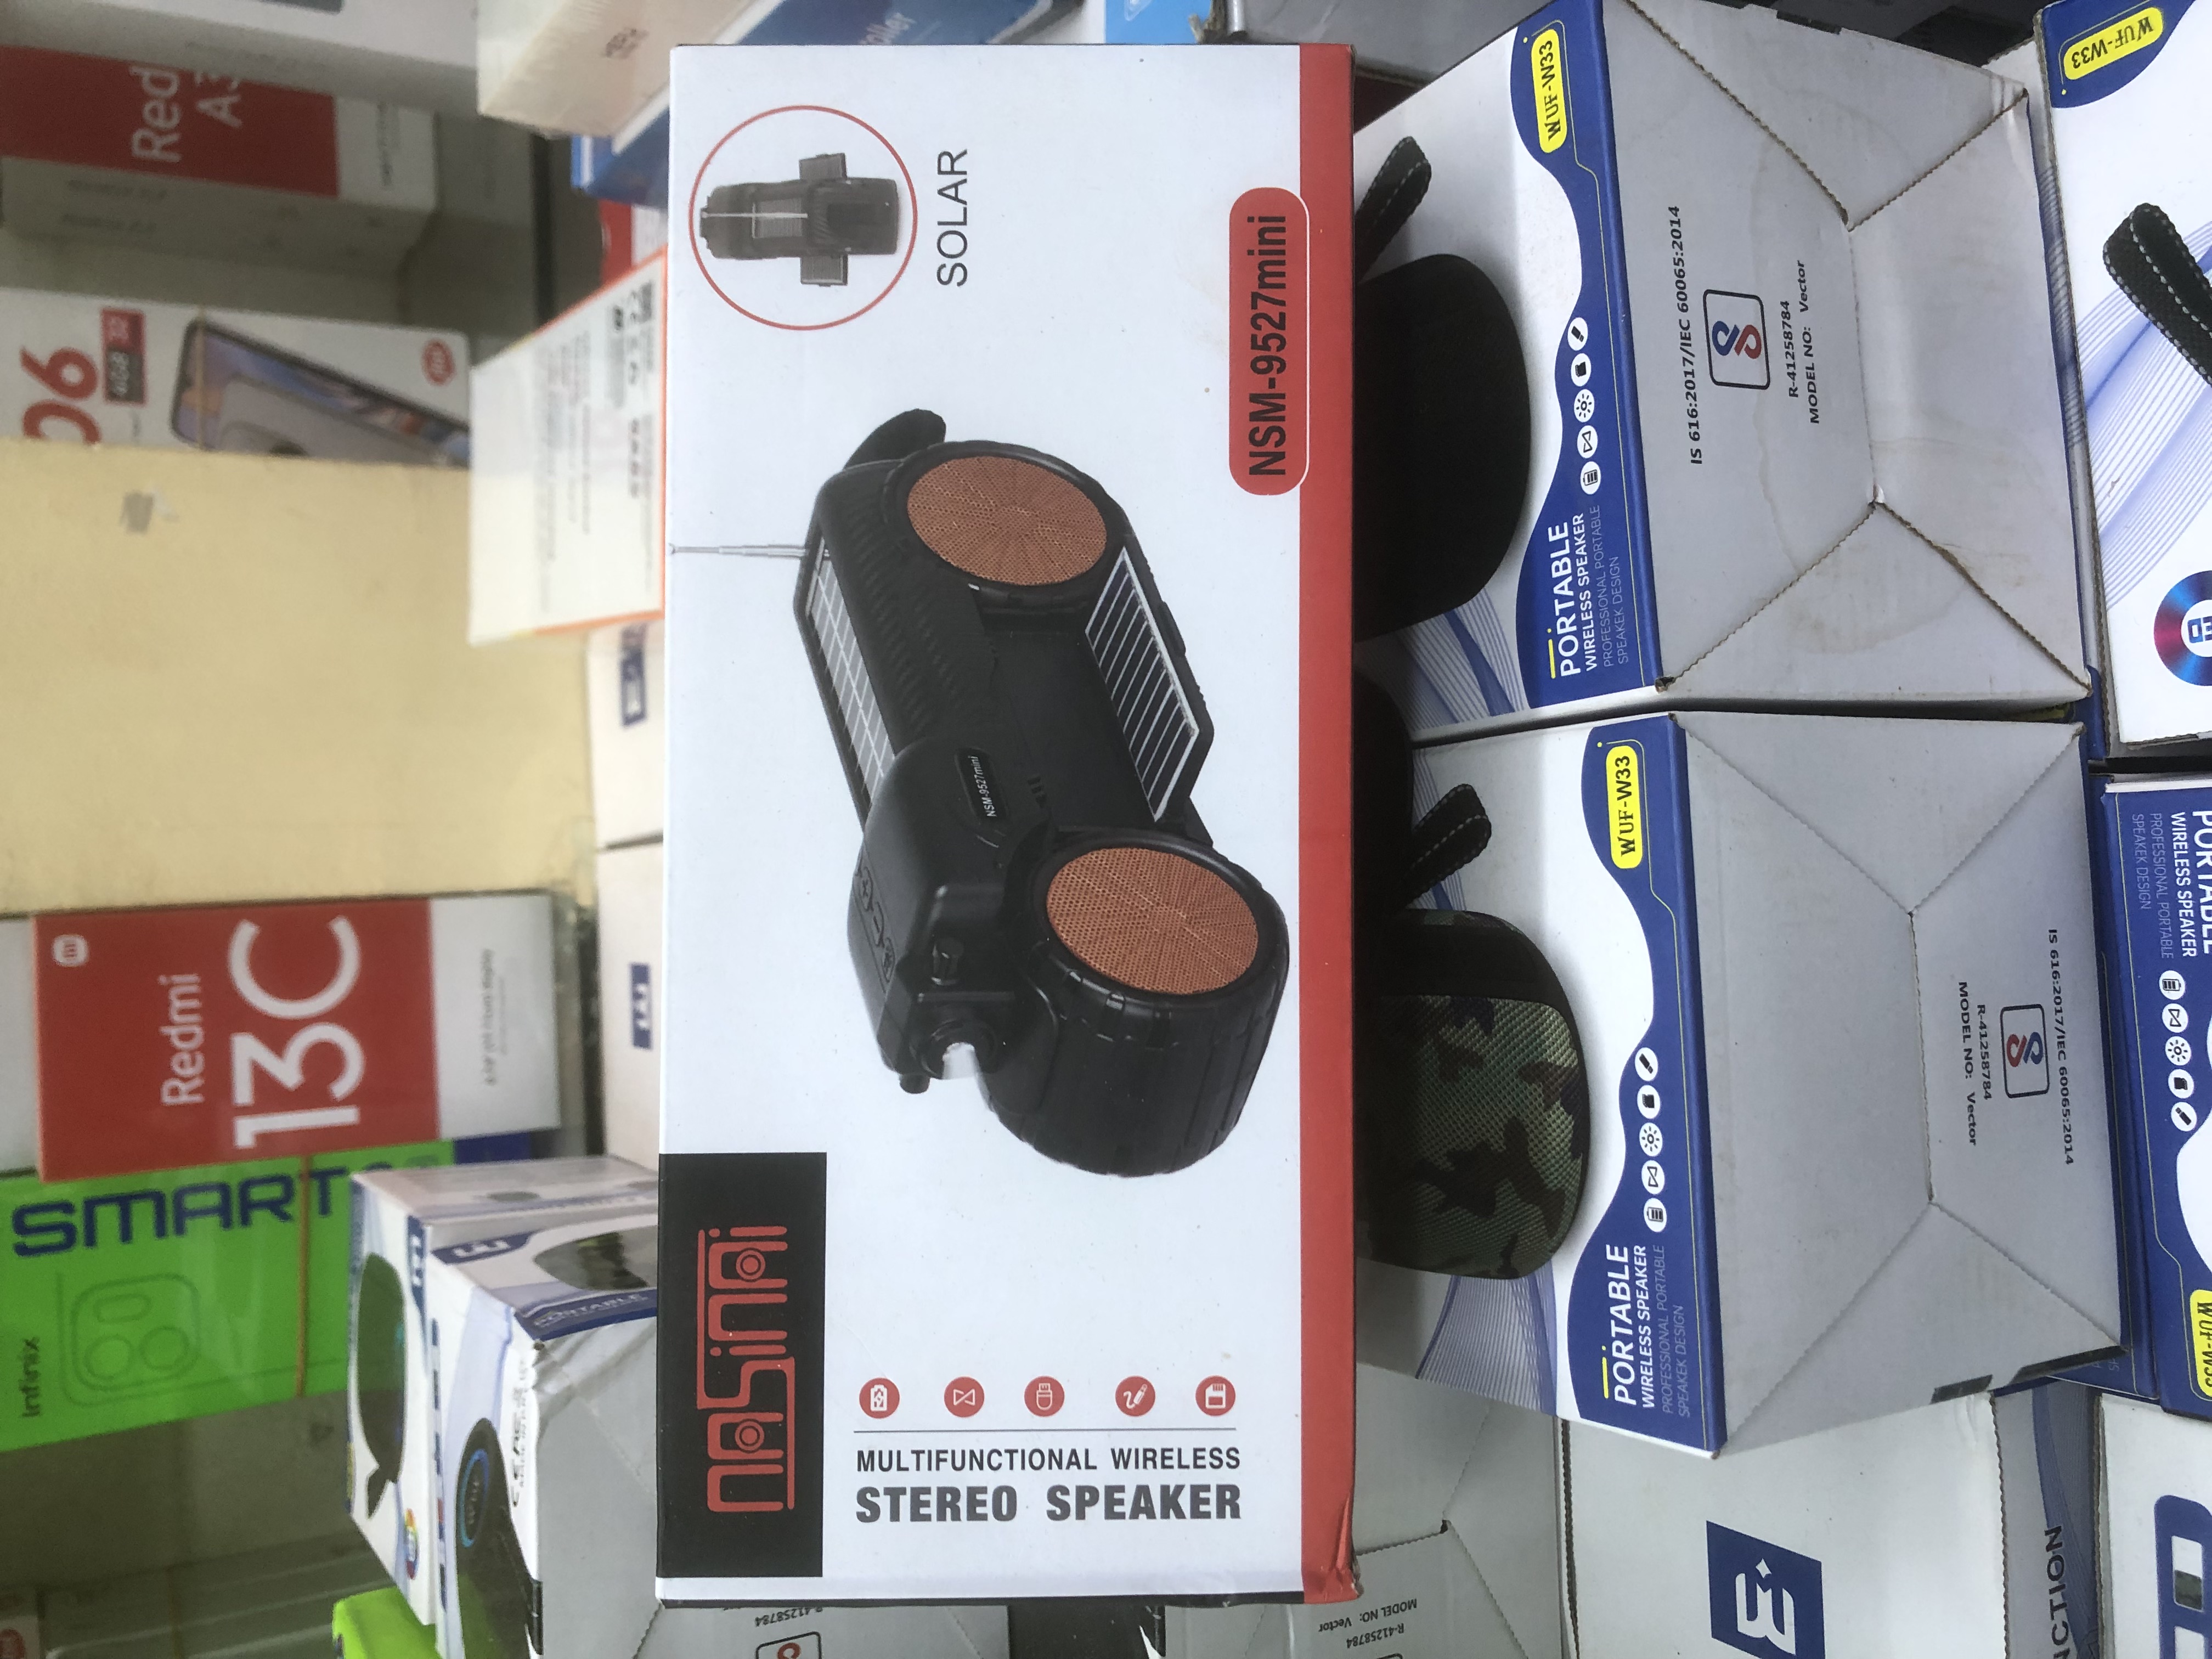 Infinix
SMART
Redmi
13C
06
4GB 32
Red
A3
NASINAI
MULTIFUNCTIONAL WIRELESS
STEREO SPEAKER
NSM-9527mini
SOLAR
NSM-9527mini
R-41258784
R-41258784
MODEL NO: Vector
PORTABLE
WIRELESS SPEAKER
PROFESSIONAL PORTABLE
SPEAKEK DESIGN
WUF-W33
PORTABLE
WIRELESS SPEAKER
PROFESSIONAL PORTABLE
SPEAKEK DESIGN
WUF-W33
IS 616:2017/IEC 60065:2014
R-41258784
MODEL NO: Vector
IS 616:2017/IEC 60065:2014
R-41258784
MODEL NO: Vector
NCTION
PORTABLE
WIRELESS SPEAKER
PROFESSIONAL PORTABLE
SPEAKEK DESIGN
WUF-W33
WUF-W33